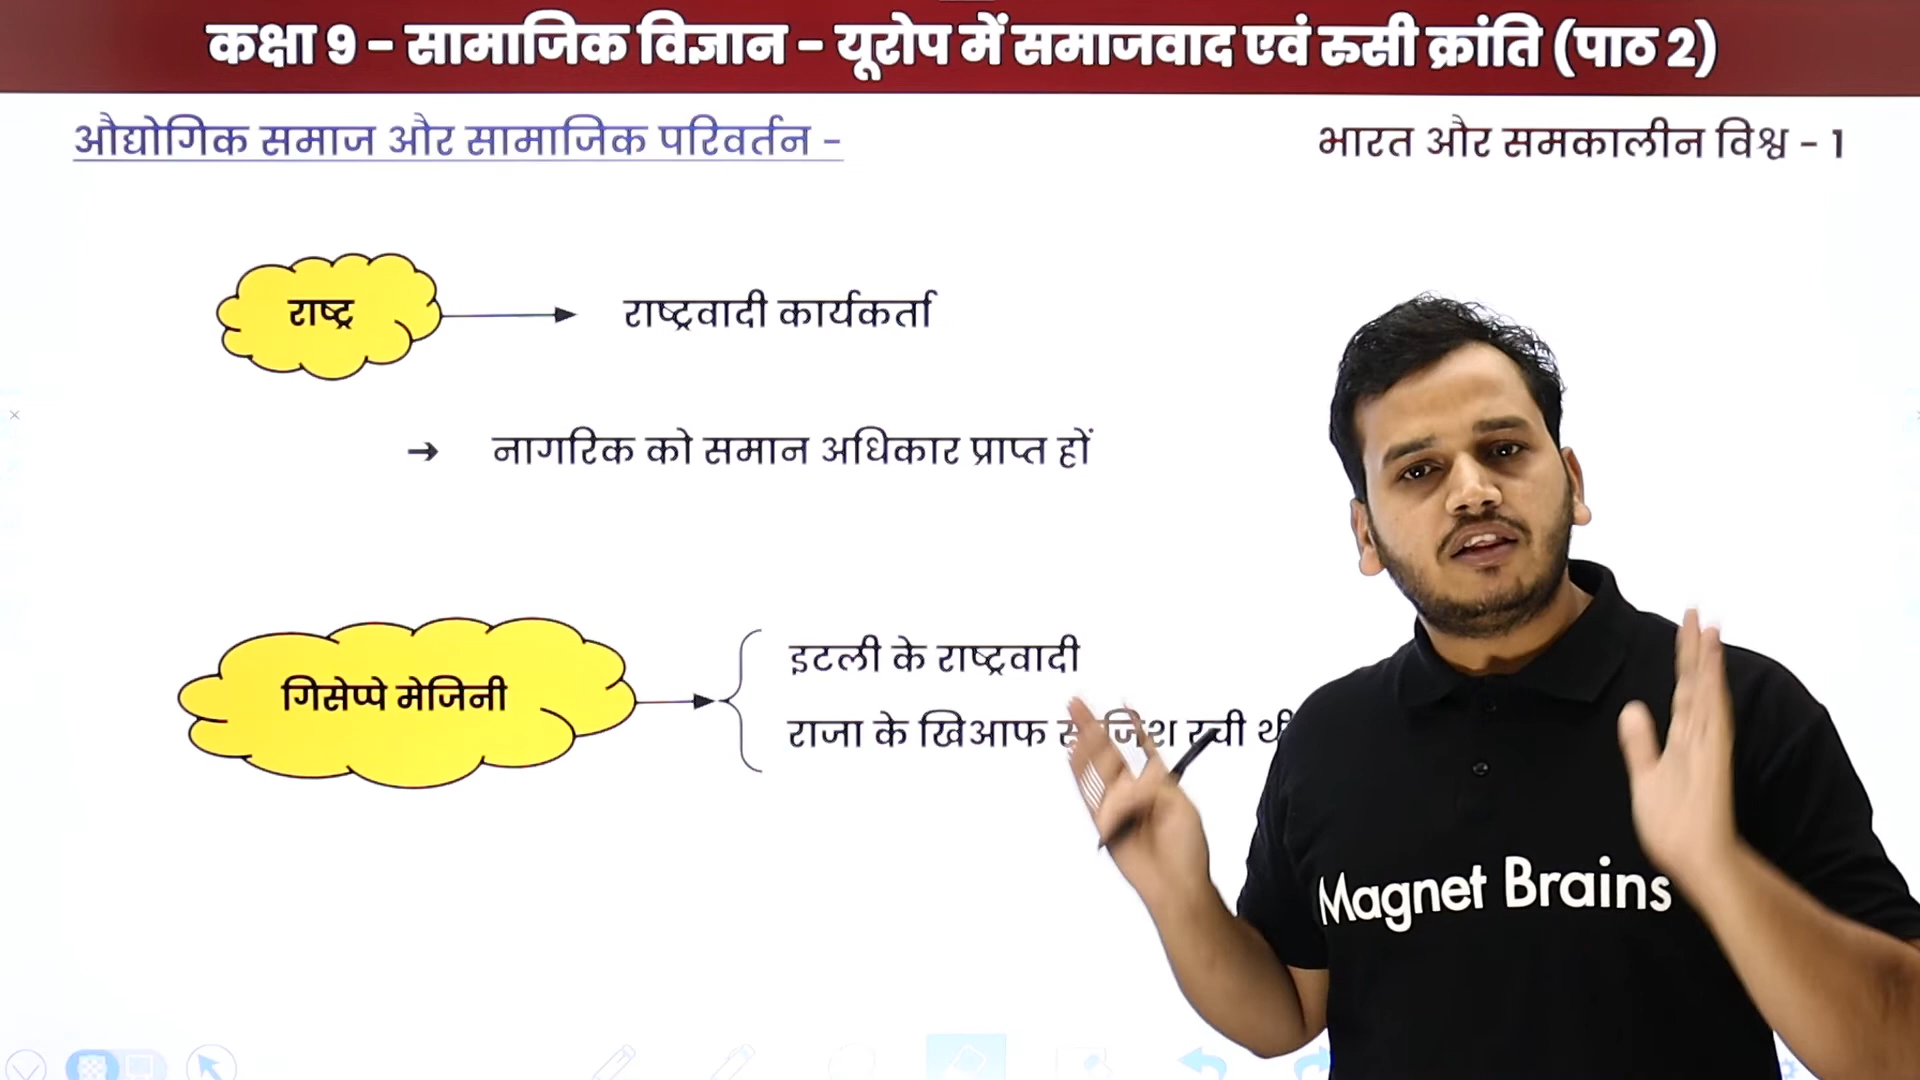 कक्षा 9 - सामाजिक विज्ञान - यूरोप में समाजवाद एवं रुसी क्रांति (पाठ 2)
औद्योगिक समाज और सामाजिक परिवर्तन -
भारत और समकालीन विश्व - 1
राष्ट्र
राष्ट्रवादी कार्यकर्ता
→ नागरिक को समान अधिकार प्राप्त हों
गिसेप्पे मेजिनी
इटली के राष्ट्रवादी
राजा के खिआफ साजिश रची थी
Magnet Brains